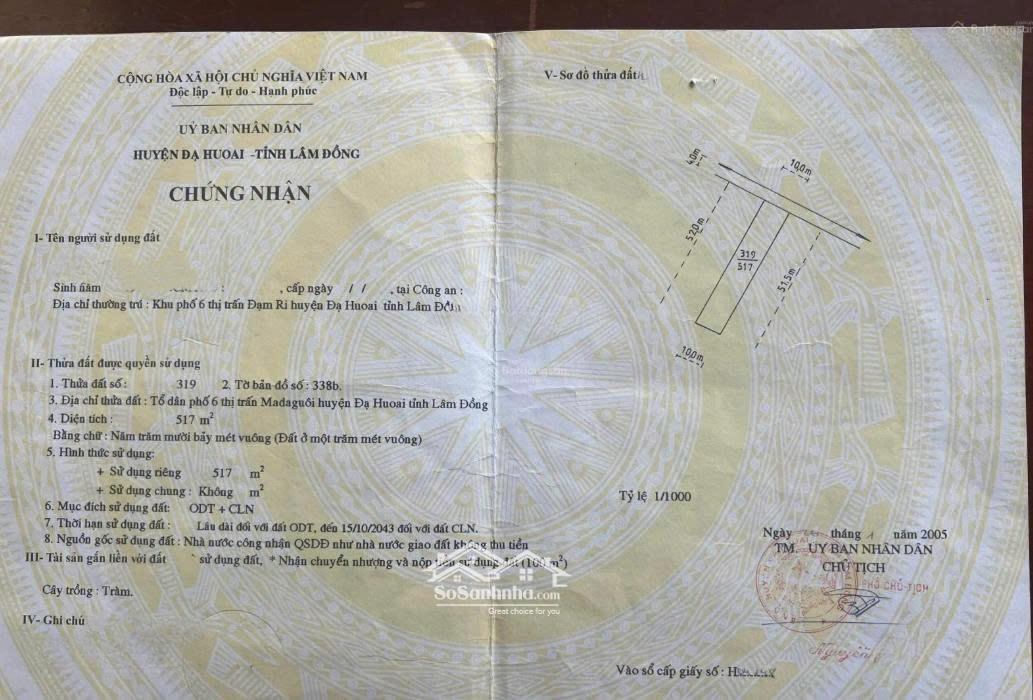 CỘNG HÒA XÃ HỘI CHỦ NGHĨA VIỆT NAM
Độc lập - Tự do - Hạnh phúc
UỶ BAN NHÂN DÂN
HUYỆN ĐẠ HUOAI -TỈNH LÂM ĐỒNG
CHỨNG NHẬN
I- Tên người sử dụng đất
Sinh năm , cấp ngày / / , tại Công an :
Địa chỉ thường trú : Khu phố 6 thị trấn Đạm Ri huyện Đạ Huoai tỉnh Lâm Đồng
II- Thửa đất được quyền sử dụng
1. Thửa đất số : 319 2. Tờ bản đồ số : 338b.
3. Địa chỉ thửa đất : Tổ dân phố 6 thị trấn Madaguôi huyện Đạ Huoai tỉnh Lâm Đồng
4. Diện tích : 517 m2
Bằng chữ : Năm trăm mười bảy mét vuông (Đất ở một trăm mét vuông)
5. Hình thức sử dụng:
+ Sử dụng riêng 517 m2
+ Sử dụng chung : Không m2
6. Mục đích sử dụng đất: ODT + CLN
7. Thời hạn sử dụng đất : Lâu dài đối với đất ODT, đến 15/10/2043 đối với đất CLN.
8. Nguồn gốc sử dụng đất : Nhà nước công nhận QSDĐ như nhà nước giao đất không thu tiền
III- Tài sản gắn liền với đất sử dụng đất, * Nhận chuyển nhượng và nộp tiền sử dụng đất (100 m2)
Cây trồng : Tràm.
IV- Ghi chú
V- Sơ đồ thửa đất
4.0m
10,0m
52.0m
319
517
51.5m
10,0m
Tỷ lệ 1/1000
Ngày tháng 1 năm 2005
TM. UỶ BAN NHÂN DÂN
CHỦ TỊCH
PHÓ CHỦ TỊCH
Nguyễn
Vào sổ cấp giấy số : H
SoSanhnha.com
Great choice for you
Batdongsan
Batdongsan